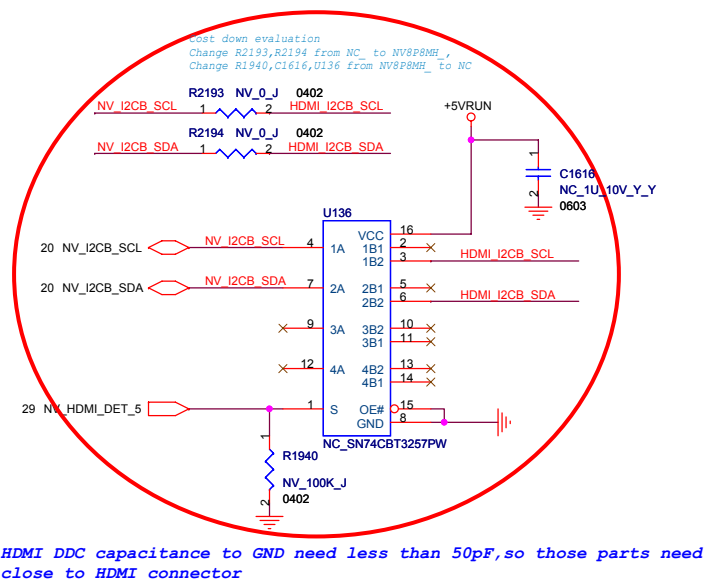 Cost down evaluation
Change R2193,R2194 from NC_ to NV8P8MH_,
Change R1940,C1616,U136 from NV8P8MH_ to NC
R2193 NV_0_J 0402
NV_I2CB_SCL 1 2 HDMI_I2CB_SCL
R2194 NV_0_J 0402
NV_I2CB_SDA 1 2 HDMI_I2CB_SDA
+5VRUN
1
C1616
NC_1U_10V_Y_Y
2
0603
U136
16
VCC
20 NV_I2CB_SCL NV_I2CB_SCL 4 1A 1B1 2
1B2 3 HDMI_I2CB_SCL
20 NV_I2CB_SDA NV_I2CB_SDA 7 2A 2B1 5
2B2 6 HDMI_I2CB_SDA
9 3A 3B2 10
3B1 11
12 4A 4B2 13
4B1 14
29 NV_HDMI_DET_5 1 S OE# 15
GND 8
NC_SN74CBT3257PW
1
R1940
NV_100K_J
2
0402
HDMI DDC capacitance to GND need less than 50pF,so those parts need
close to HDMI connector